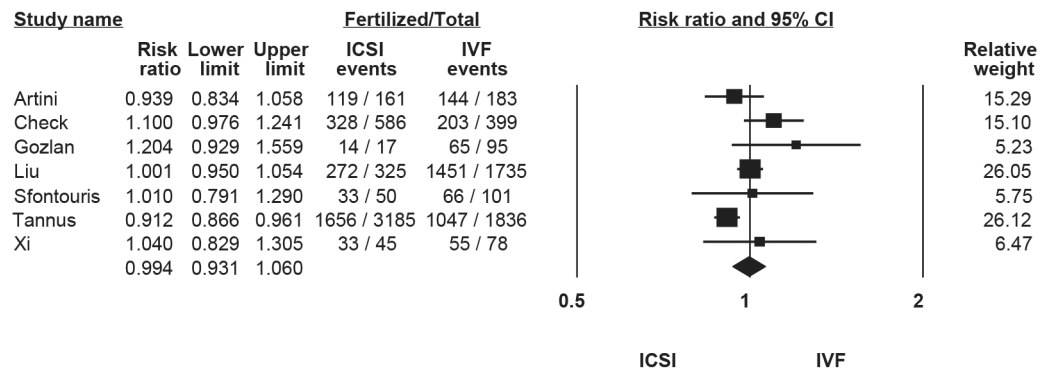 Study name Fertilized/Total Risk ratio and 95% CI
Risk Lower Upper ICSI IVF Relative
ratio limit limit events events weight
Artini 0.939 0.834 1.058 119 / 161 144 / 183 15.29
Check 1.100 0.976 1.241 328 / 586 203 / 399 15.10
Gozlan 1.204 0.929 1.559 14 / 17 65 / 95 5.23
Liu 1.001 0.950 1.054 272 / 325 1451 / 1735 26.05
Sfontouris 1.010 0.791 1.290 33 / 50 66 / 101 5.75
Tannus 0.912 0.866 0.961 1656 / 3185 1047 / 1836 26.12
Xi 1.040 0.829 1.305 33 / 45 55 / 78 6.47
0.994 0.931 1.060
0.5 1 2
ICSI IVF